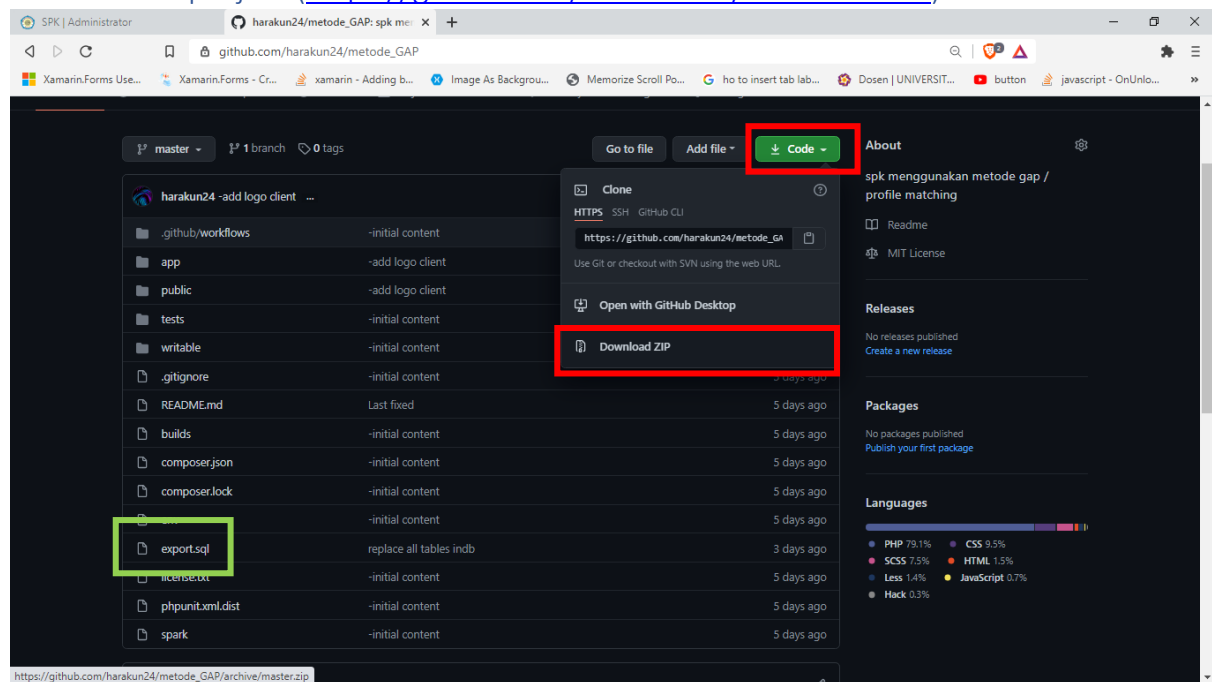 SPK | Administrator
harakun24/metode_GAP: spk mer
github.com/harakun24/metode_GAP
Xamarin.Forms Use...
Xamarin.Forms - Cr...
xamarin - Adding b...
Image As Backgrou...
Memorize Scroll Po...
ho to insert tab lab...
Dosen | UNIVERSIT...
button
javascript - OnUnlo...
master
1 branch
0 tags
Go to file
Add file
Code
About
spk menggunakan metode gap /
profile matching
Readme
MIT License
harakun24 -add logo client ...
Clone
HTTPS SSH GitHub CLI
https://github.com/harakun24/metode_GA
Use Git or checkout with SVN using the web URL.
Open with GitHub Desktop
Download ZIP
.github/workflows -initial content
app -add logo client
public -add logo client
tests -initial content
writable -initial content
.gitignore -initial content 5 days ago
README.md Last fixed 5 days ago
builds -initial content 5 days ago
composer.json -initial content 5 days ago
composer.lock -initial content 5 days ago
-initial content 5 days ago
export.sql replace all tables indb 3 days ago
license.txt -initial content 5 days ago
phpunit.xml.dist -initial content 5 days ago
spark -initial content 5 days ago
Releases
No releases published
Create a new release
Packages
No packages published
Publish your first package
Languages
PHP 79.1% CSS 9.5%
SCSS 7.5% HTML 1.5%
Less 1.4% JavaScript 0.7%
Hack 0.3%
https://github.com/harakun24/metode_GAP/archive/master.zip